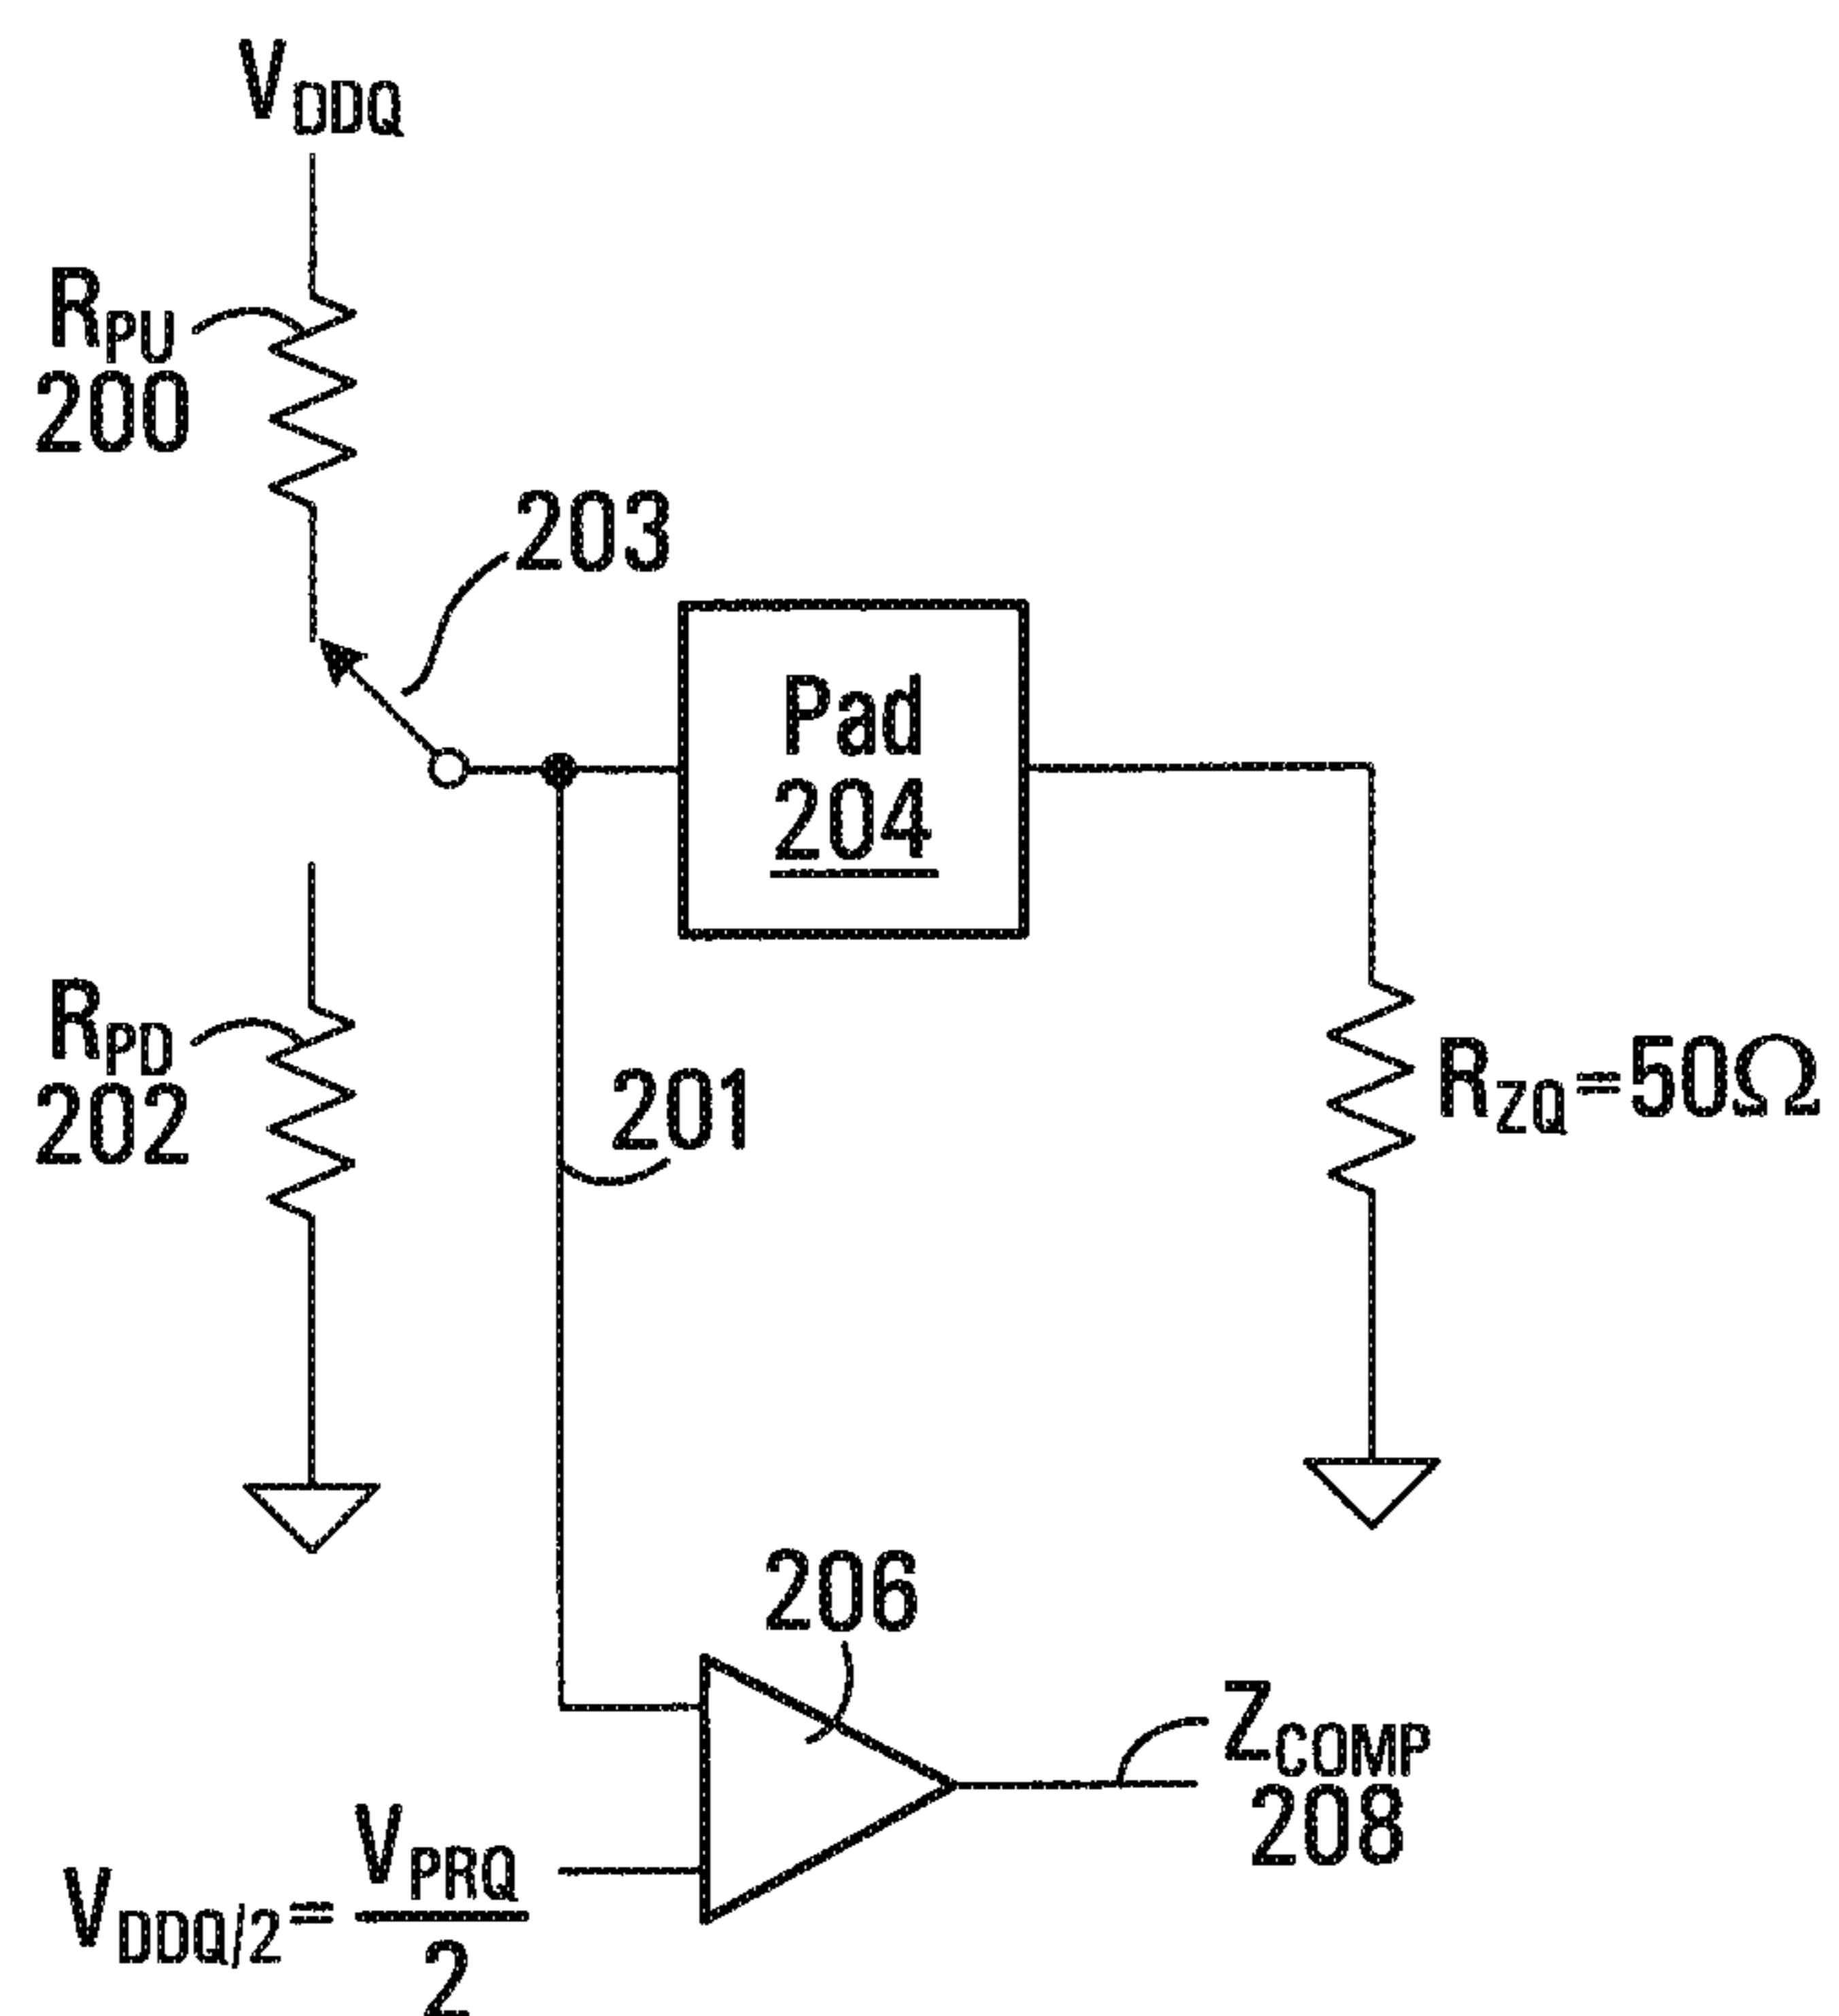 VDDQ
RPU
200
203
Pad
204
RPD
202
201
RZQ=50Ω
206
ZCOMP
208
VDDQ/2=VPRQ
2